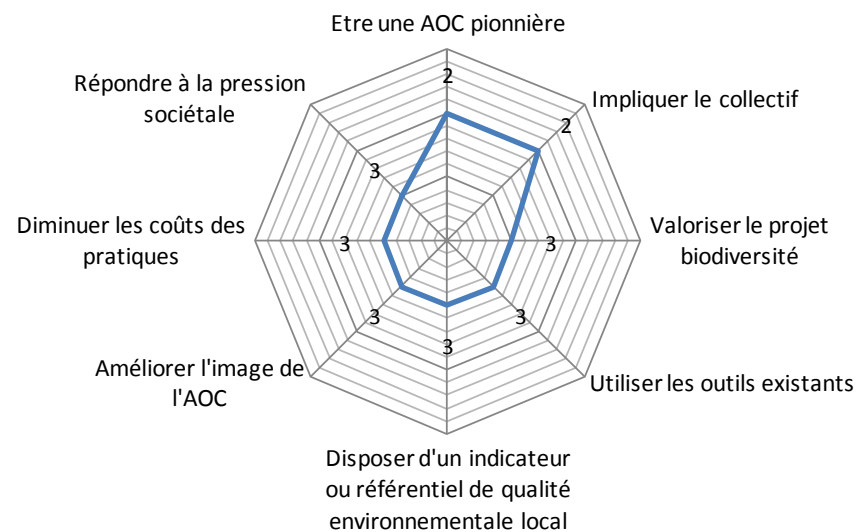 Etre une AOC pionnière
2
Répondre à la pression
sociétale
Impliquer le collectif
2
3
Diminuer les coûts des
pratiques
3
3
Valoriser le projet
biodiversité
3
3
3
Améliorer l'image de
l'AOC
Utiliser les outils existants
Disposer d'un indicateur
ou référentiel de qualité
environnementale local